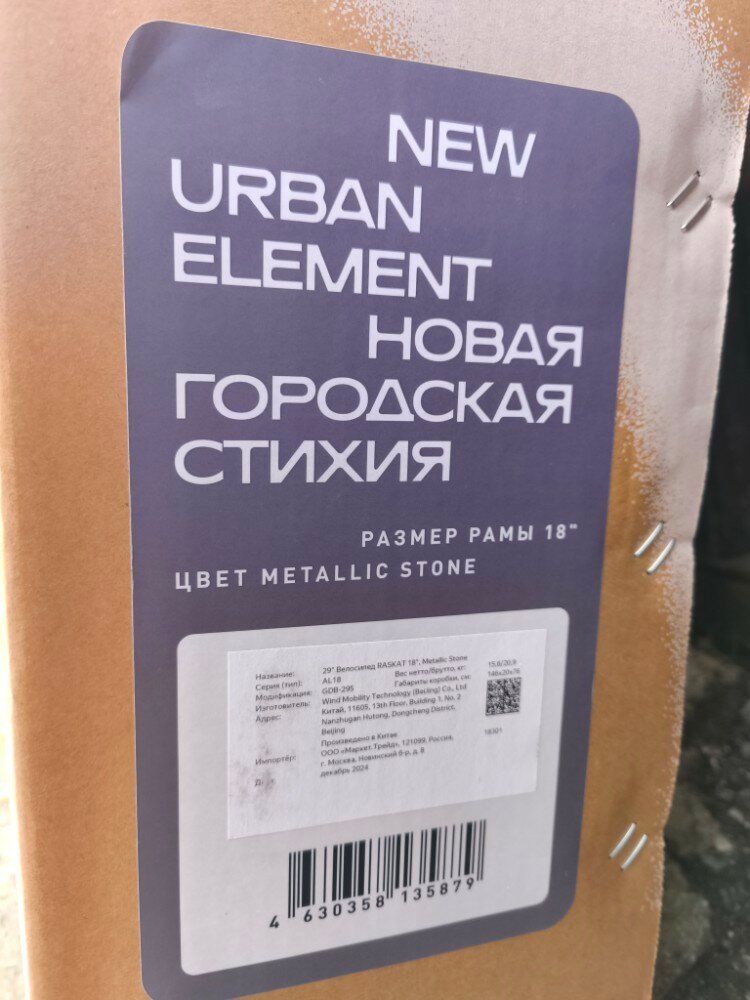 NEW
URBAN
ELEMENT
НОВАЯ
ГОРОДСКАЯ
СТИХИЯ
РАЗМЕР РАМЫ 18"
ЦВЕТ METALLIC STONE
Название: 29" Велосипед RASKAT 18", Metallic Stone
Серия (тип): AL18 Вес нетто/брутто, кг: 15,6/20,9
Модификация: GDB-295 Габариты коробки, см: 146x20x76
Изготовитель: Wind Mobility Technology (Beijing) Co., Ltd
Адрес: Китай, 11605, 13th Floor, Building 1, No. 2
Nanzhugan Hutong, Dongcheng District,
Beijing
Произведено в Китае 18301
Импортёр: ООО «Маркет.Трейд», 121099, Россия,
г. Москва, Новинский б-р, д. 8
декабрь 2024
4 630358 135879